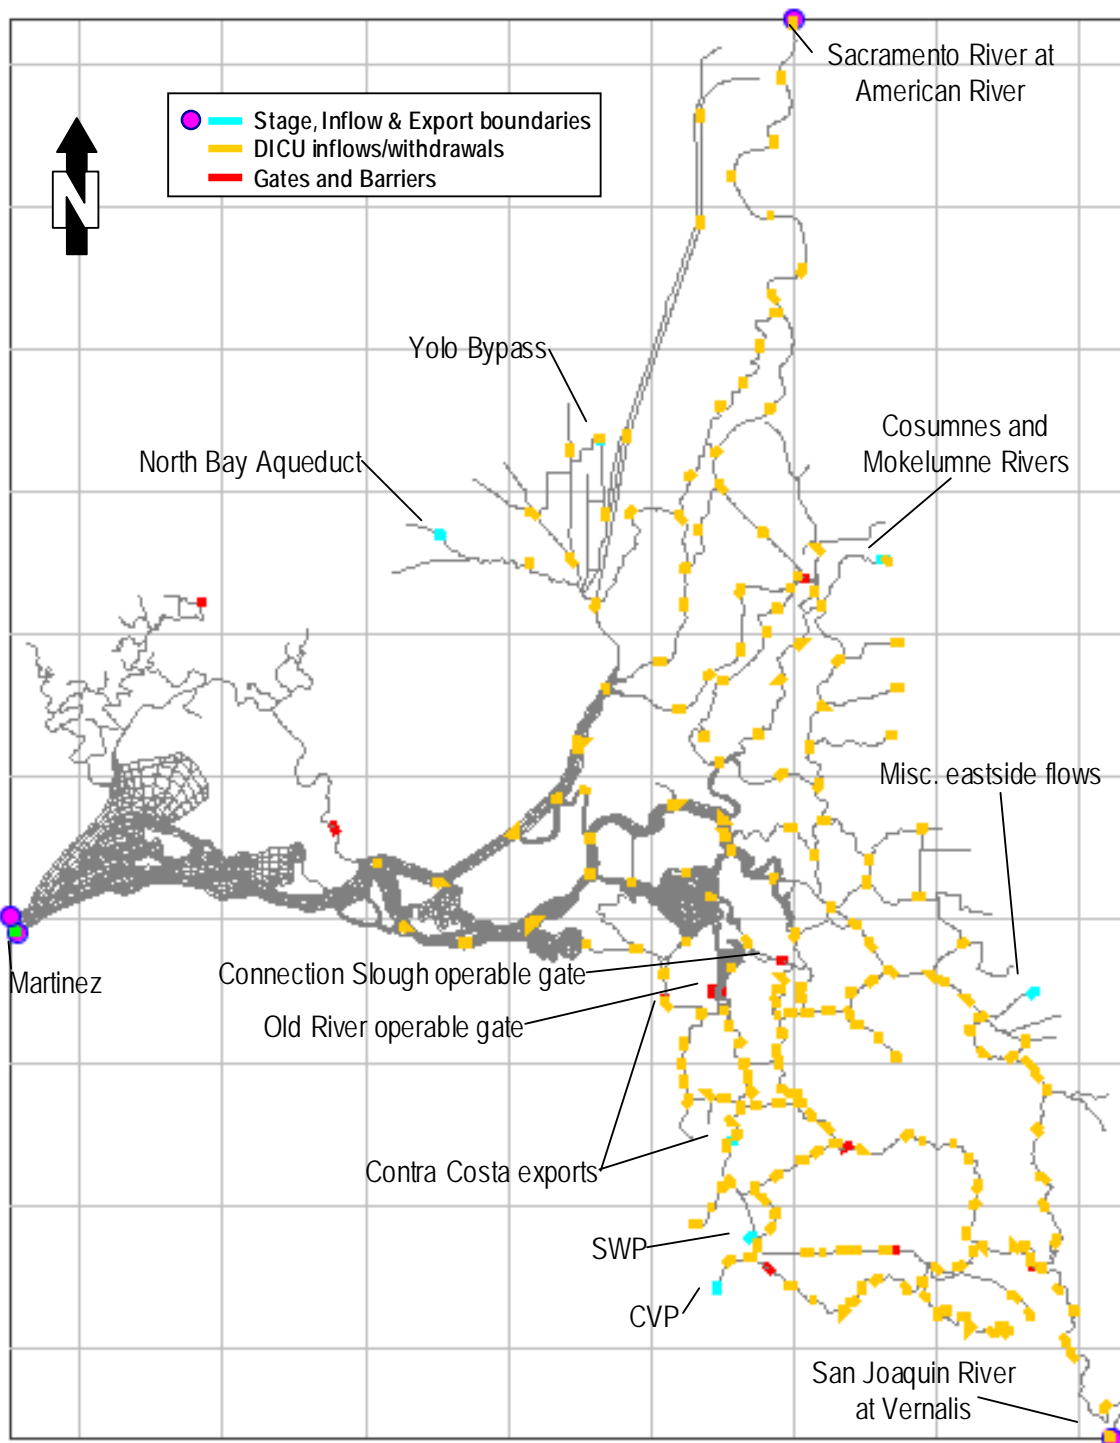 Sacramento River at
American River
Stage, Inflow & Export boundaries
DICU inflows/withdrawals
Gates and Barriers
N
Yolo Bypass
North Bay Aqueduct
Cosumnes and
Mokelumne Rivers
Misc. eastside flows
Martinez
Connection Slough operable gate
Old River operable gate
Contra Costa exports
SWP
CVP
San Joaquin River
at Vernalis